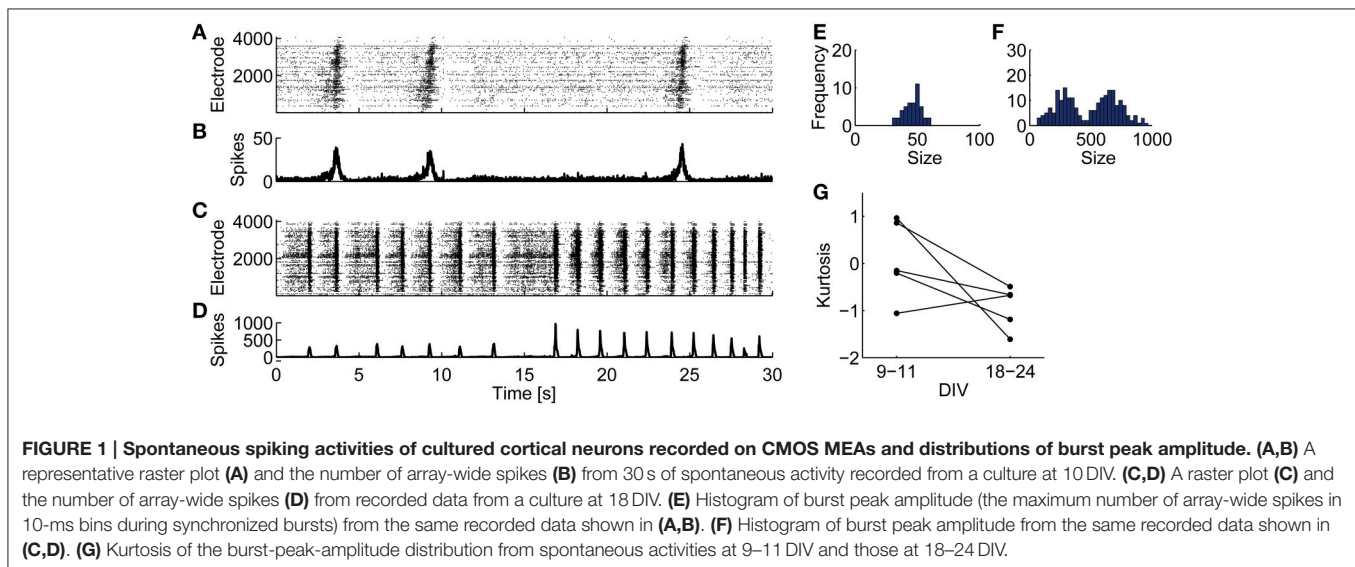 A
4000
2000
Electrode
B
50
0
Spikes
C
4000
2000
Electrode
D
1000
500
0
Spikes
0 5 10 15 20 25 30
Time [s]
E
20
10
0
Frequency
0 50 100
Size
F
30
20
10
0
0 500 1000
Size
G
1
0
−1
−2
Kurtosis
9−11 18−24
DIV
FIGURE 1 | Spontaneous spiking activities of cultured cortical neurons recorded on CMOS MEAs and distributions of burst peak amplitude. (A,B) A
representative raster plot (A) and the number of array-wide spikes (B) from 30 s of spontaneous activity recorded from a culture at 10 DIV. (C,D) A raster plot (C) and
the number of array-wide spikes (D) from recorded data from a culture at 18 DIV. (E) Histogram of burst peak amplitude (the maximum number of array-wide spikes in
10-ms bins during synchronized bursts) from the same recorded data shown in (A,B). (F) Histogram of burst peak amplitude from the same recorded data shown in
(C,D). (G) Kurtosis of the burst-peak-amplitude distribution from spontaneous activities at 9–11 DIV and those at 18–24 DIV.